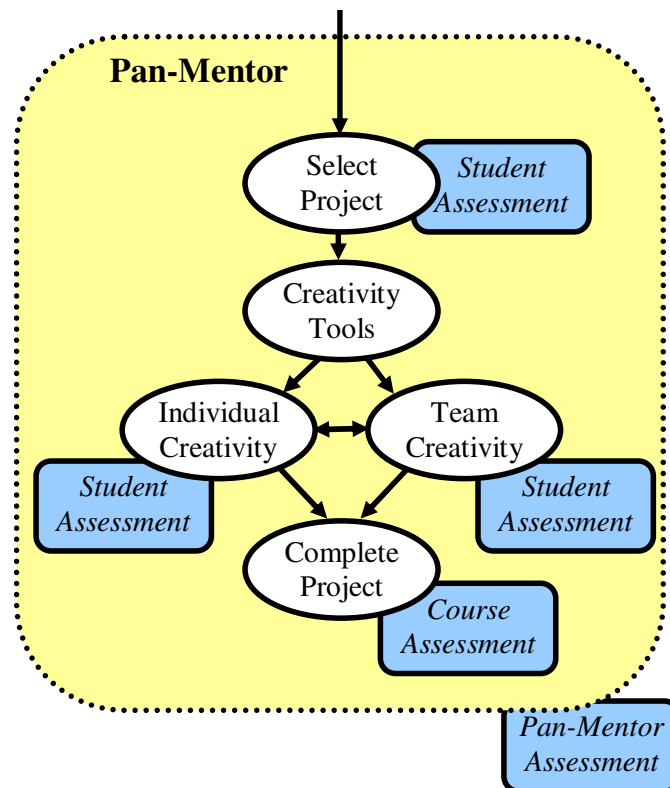 Pan-Mentor
Select
Project
Student
Assessment
Creativity
Tools
Individual
Creativity
Team
Creativity
Student
Assessment
Student
Assessment
Complete
Project
Course
Assessment
Pan-Mentor
Assessment